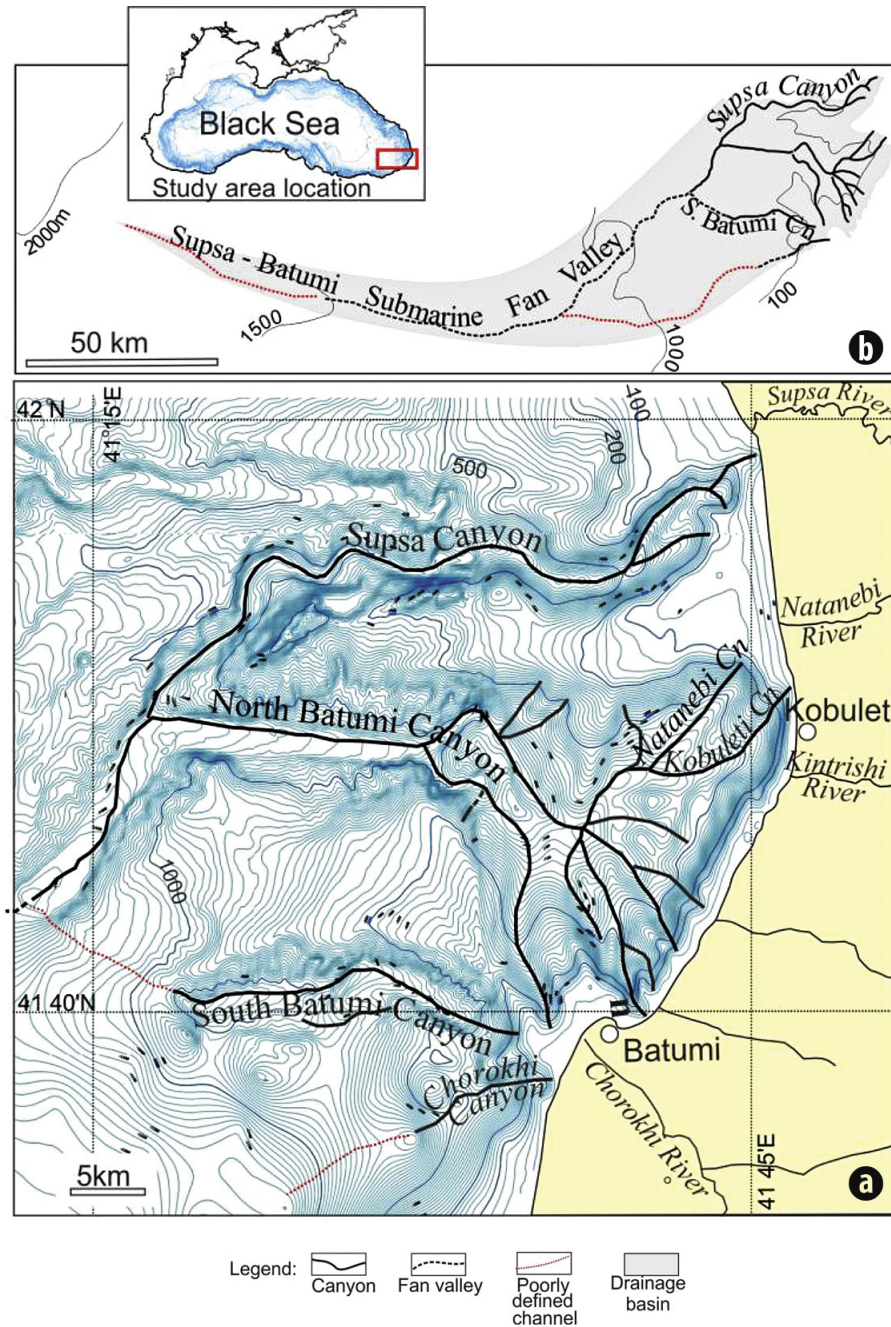 Black Sea
Study area location
Supsa Canyon
S. Batumi Cn
Supsa - Batumi Submarine Fan Valley
2000m
1500
1000
100
50 km
b
42 N
41°15'E
100
200
500
Supsa River
Supsa Canyon
Natanebi
River
North Batumi Canyon
Natanebi Cn
Kobuleti Cn
Kobulet
Kintrishi
River
1000
41 40'N
South Batumi Canyon
Batumi
Chorokhi
Canyon
Chorokhi River
41 45'E
5km
a
Legend:
Canyon
Fan valley
Poorly
defined
channel
Drainage
basin